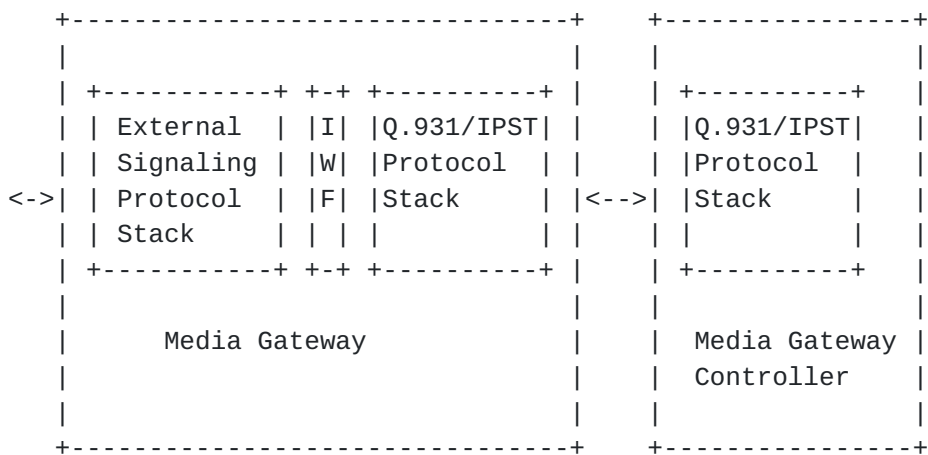 +---------------------------------+    +----------------+
|                                 |    |                |
| +-----------+ +-+ +----------+ |    | +----------+   |
| | External  | |I| |Q.931/IPST| |    | |Q.931/IPST|   |
| | Signaling | |W| |Protocol  | |    | |Protocol  |   |
<->| | Protocol  | |F| |Stack     | |<-->| |Stack     |   |
| | Stack     | | | |          | |    | |          |   |
| +-----------+ +-+ +----------+ |    | +----------+   |
|                                 |    |                |
|      Media Gateway              |    |  Media Gateway |
|                                 |    |  Controller    |
|                                 |    |                |
+---------------------------------+    +----------------+